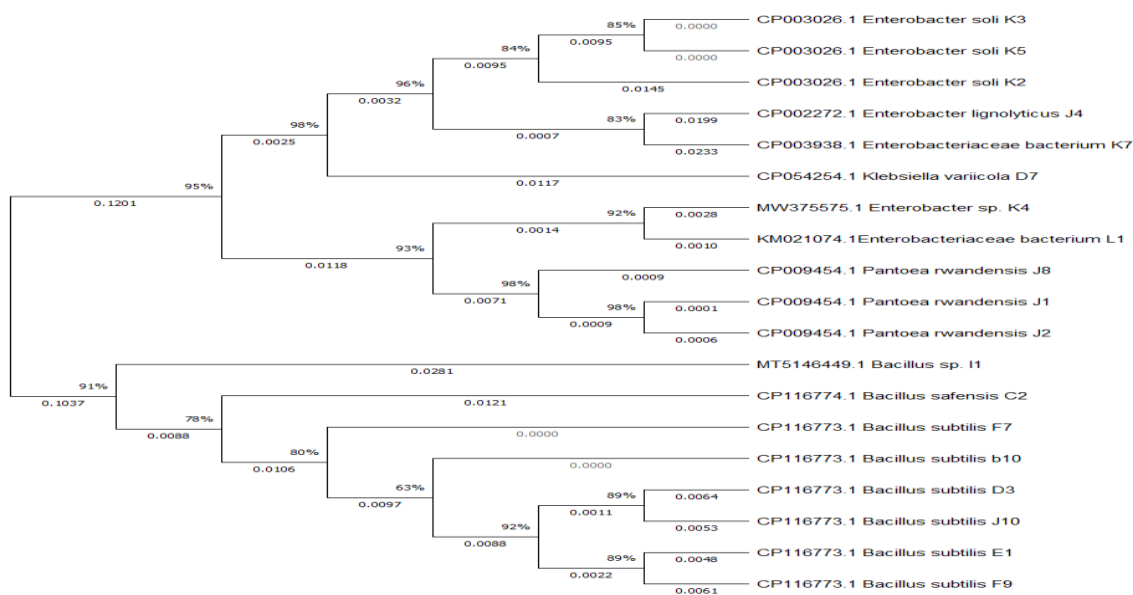 CP003026.1 Enterobacter soli K3
85%
0.0000
0.0095
84%
CP003026.1 Enterobacter soli K5
0.0000
0.0095
96%
CP003026.1 Enterobacter soli K2
0.0145
0.0032
CP002272.1 Enterobacter lignolyticus J4
83%
0.0199
98%
0.0007
0.0025
CP003938.1 Enterobacteriaceae bacterium K7
0.0233
CP054254.1 Klebsiella variicola D7
0.0117
95%
0.1201
MW375575.1 Enterobacter sp. K4
92%
0.0028
0.0014
KM021074.1Enterobacteriaceae bacterium L1
0.0010
93%
0.0118
CP009454.1 Pantoea rwandensis J8
0.0009
98%
0.0071
CP009454.1 Pantoea rwandensis J1
98%
0.0001
0.0009
CP009454.1 Pantoea rwandensis J2
0.0006
MT5146449.1 Bacillus sp. I1
0.0281
91%
0.1037
CP116774.1 Bacillus safensis C2
0.0121
78%
0.0088
CP116773.1 Bacillus subtilis F7
0.0000
80%
0.0106
CP116773.1 Bacillus subtilis b10
0.0000
63%
0.0097
CP116773.1 Bacillus subtilis D3
89%
0.0064
0.0011
CP116773.1 Bacillus subtilis J10
0.0053
92%
0.0088
CP116773.1 Bacillus subtilis E1
89%
0.0048
0.0022
CP116773.1 Bacillus subtilis F9
0.0061